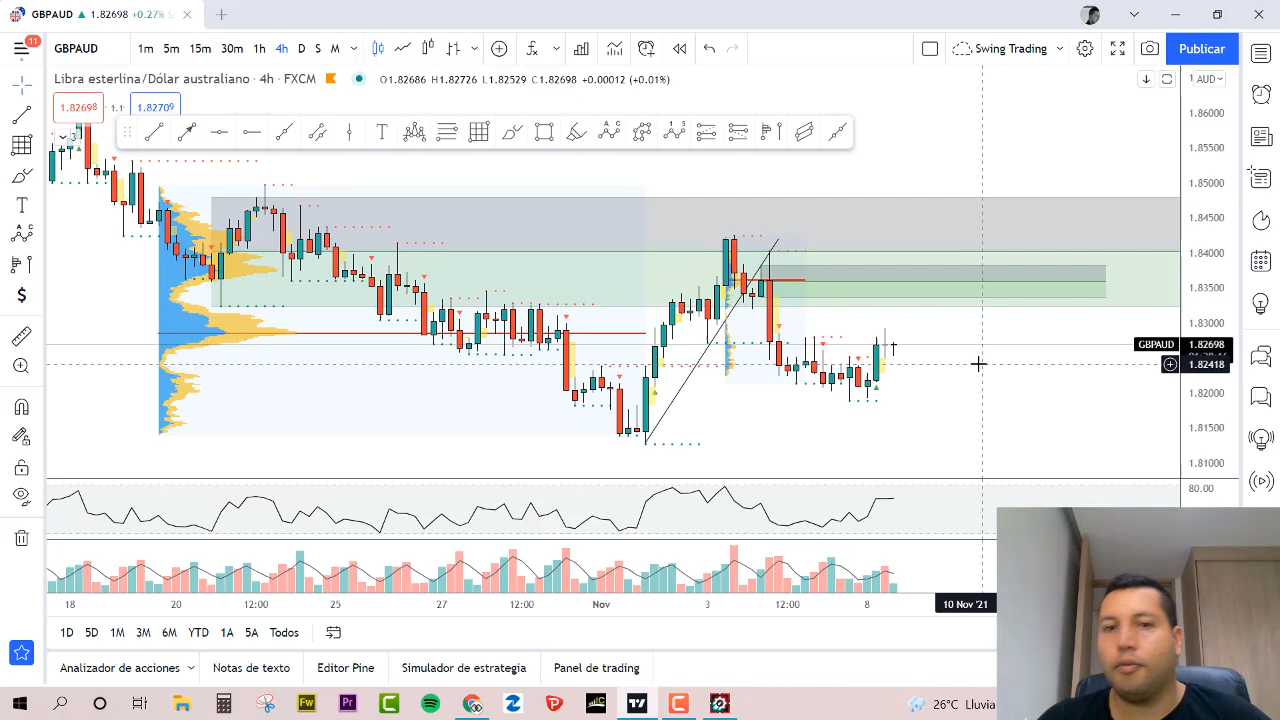 GBPAUD ▲ 1.82698 +0.27%
11
GBPAUD 1m 5m 15m 30m 1h 4h D S M
Swing Trading
Publicar
Libra esterlina/Dólar australiano · 4h · FXCM
O1.82686 H1.82726 L1.82520 C1.82698 +0.00012 (+0.01%)
1 AUD
1.82698 1.1 1.82709
1.86000
1.85500
1.85000
1.84500
1.84000
1.83500
1.83000
GBPAUD 1.82698
1.82418
1.82000
1.81500
1.81000
80.00
18 20 12:00 25 27 12:00 Nov 3 12:00 8 10 Nov '21
1D 5D 1M 3M 6M YTD 1A 5A Todos
Analizador de acciones Notas de texto Editor Pine Simulador de estrategia Panel de trading
26°C Lluvia